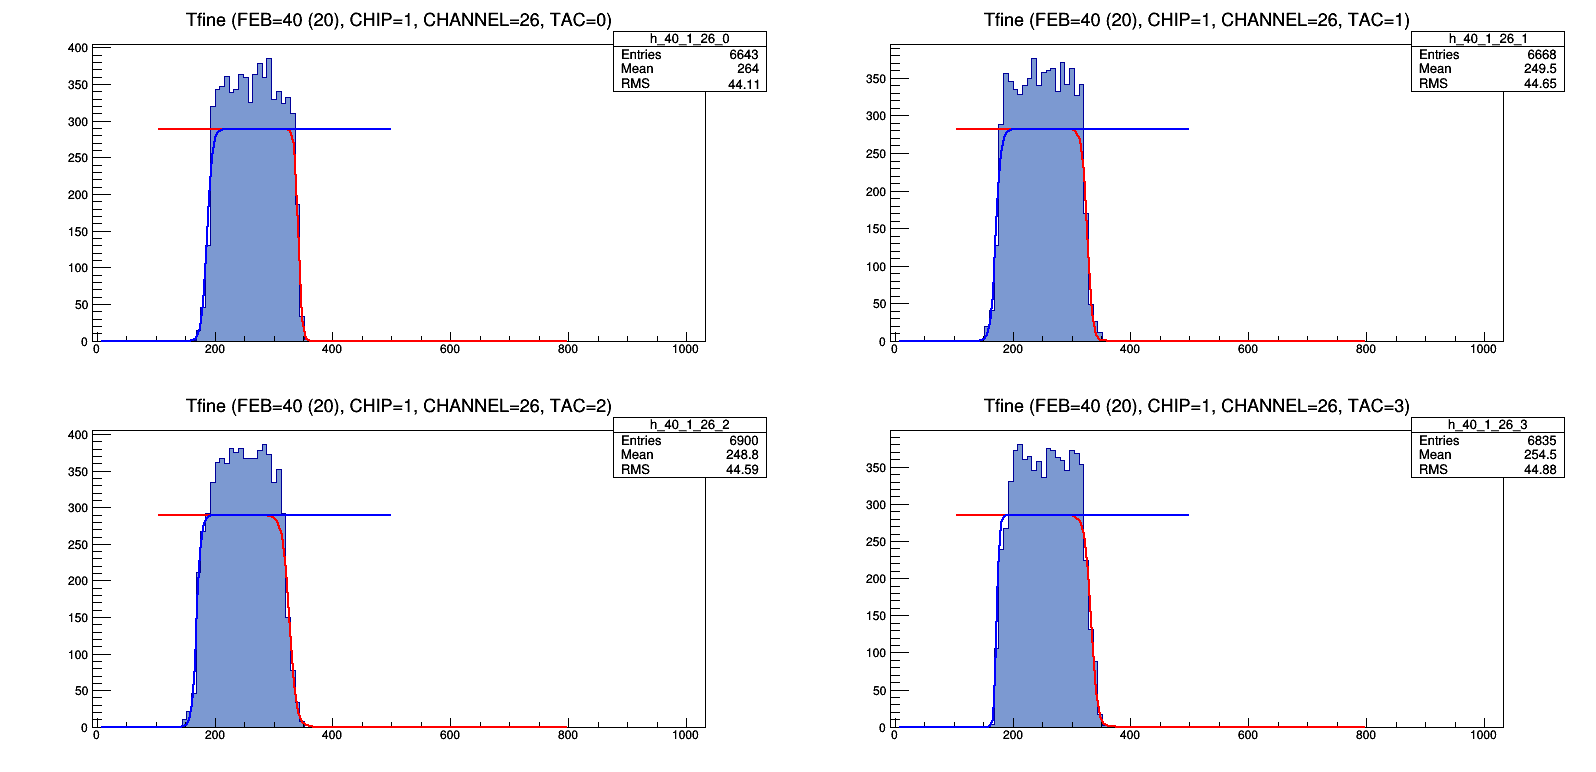 Tfine (FEB=40 (20), CHIP=1, CHANNEL=26, TAC=0)
h_40_1_26_0
Entries 6643
Mean 264
RMS 44.11
400
350
300
250
200
150
100
50
0
0 200 400 600 800 1000
Tfine (FEB=40 (20), CHIP=1, CHANNEL=26, TAC=1)
h_40_1_26_1
Entries 6668
Mean 249.5
RMS 44.65
350
300
250
200
150
100
50
0
0 200 400 600 800 1000
Tfine (FEB=40 (20), CHIP=1, CHANNEL=26, TAC=2)
h_40_1_26_2
Entries 6900
Mean 248.8
RMS 44.59
400
350
300
250
200
150
100
50
0
0 200 400 600 800 1000
Tfine (FEB=40 (20), CHIP=1, CHANNEL=26, TAC=3)
h_40_1_26_3
Entries 6835
Mean 254.5
RMS 44.88
350
300
250
200
150
100
50
0
0 200 400 600 800 1000